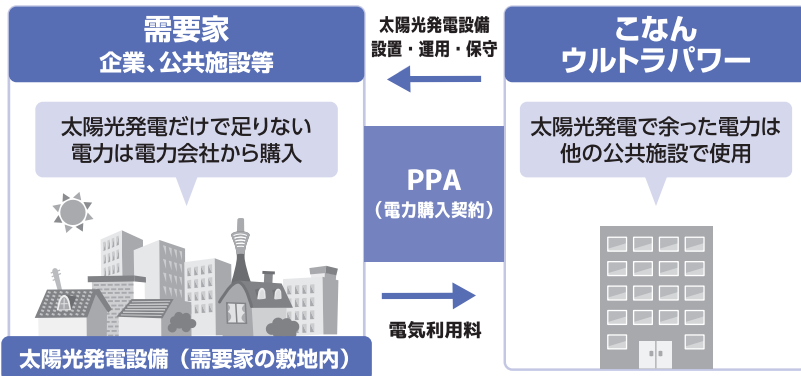 需要家
企業、公共施設等
太陽光発電だけで足りない
電力は電力会社から購入
太陽光発電設備（需要家の敷地内）
太陽光発電設備
設置・運用・保守
PPA
（電力購入契約）
電気利用料
こなん
ウルトラパワー
太陽光発電で余った電力は
他の公共施設で使用